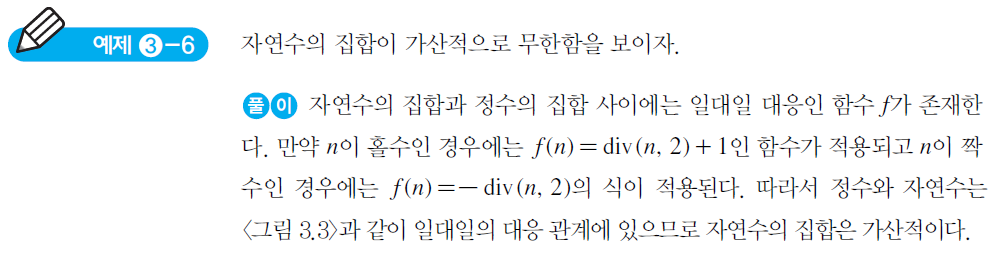 예제 3-6 자연수의 집합이 가산적으로 무한함을 보이자.
풀이 자연수의 집합과 정수의 집합 사이에는 일대일 대응인 함수 f가 존재한
다. 만약 n이 홀수인 경우에는 f(n)=div(n, 2)+1인 함수가 적용되고 n이 짝
수인 경우에는 f(n)=-div(n, 2)의 식이 적용된다. 따라서 정수와 자연수는
〈그림 3.3〉과 같이 일대일의 대응 관계에 있으므로 자연수의 집합은 가산적이다.